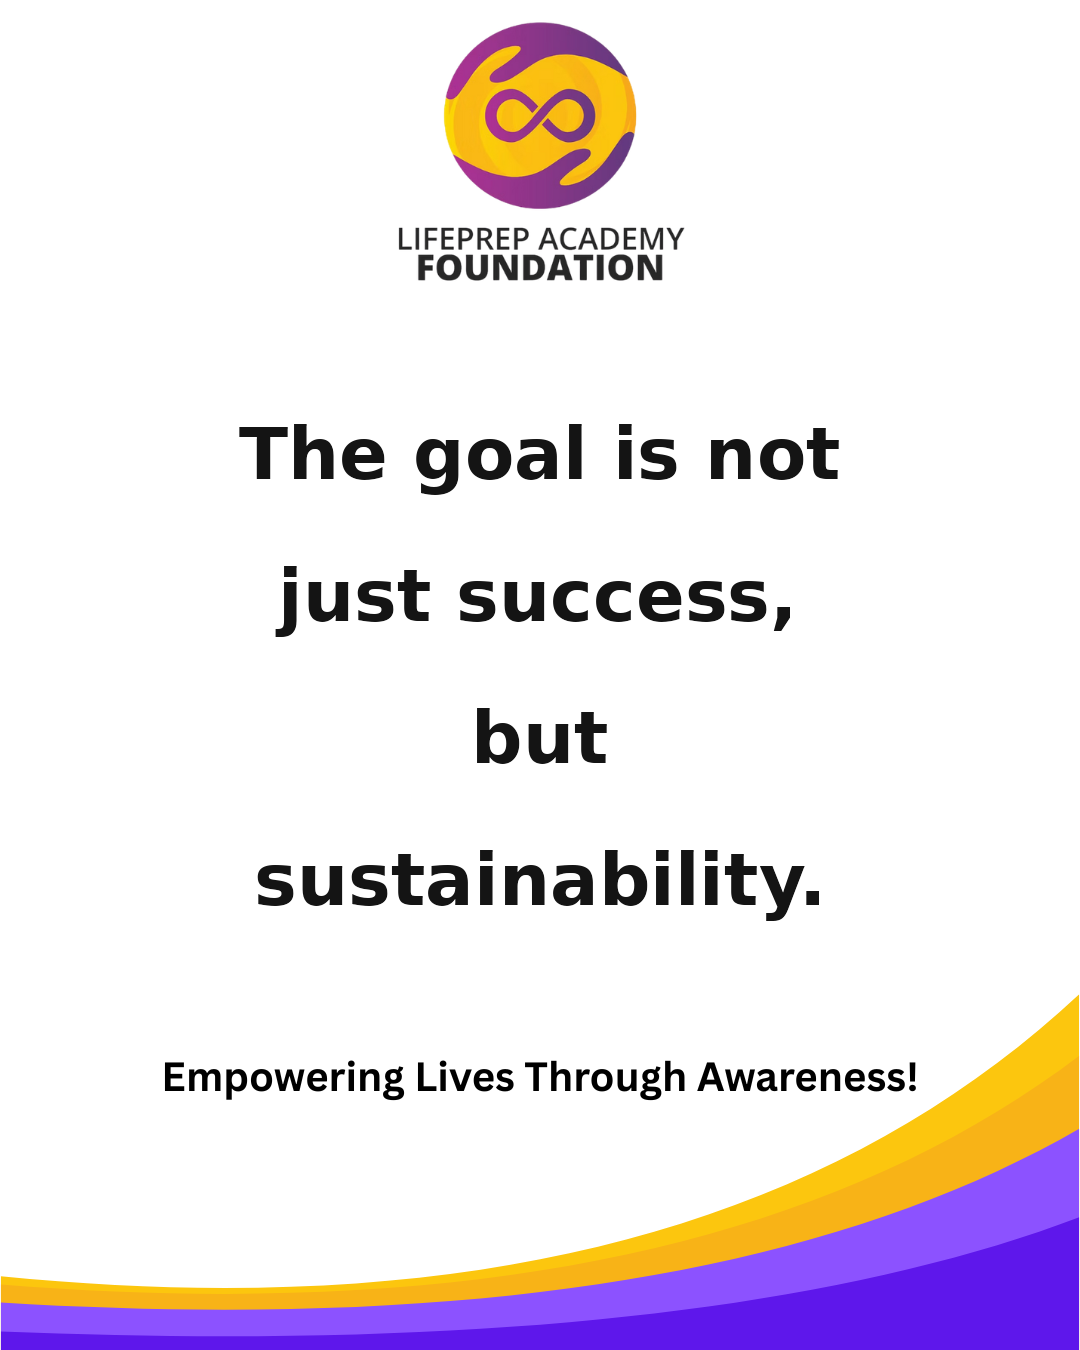 LIFEPREP ACADEMY
FOUNDATION
The goal is not
just success,
but
sustainability.
Empowering Lives Through Awareness!